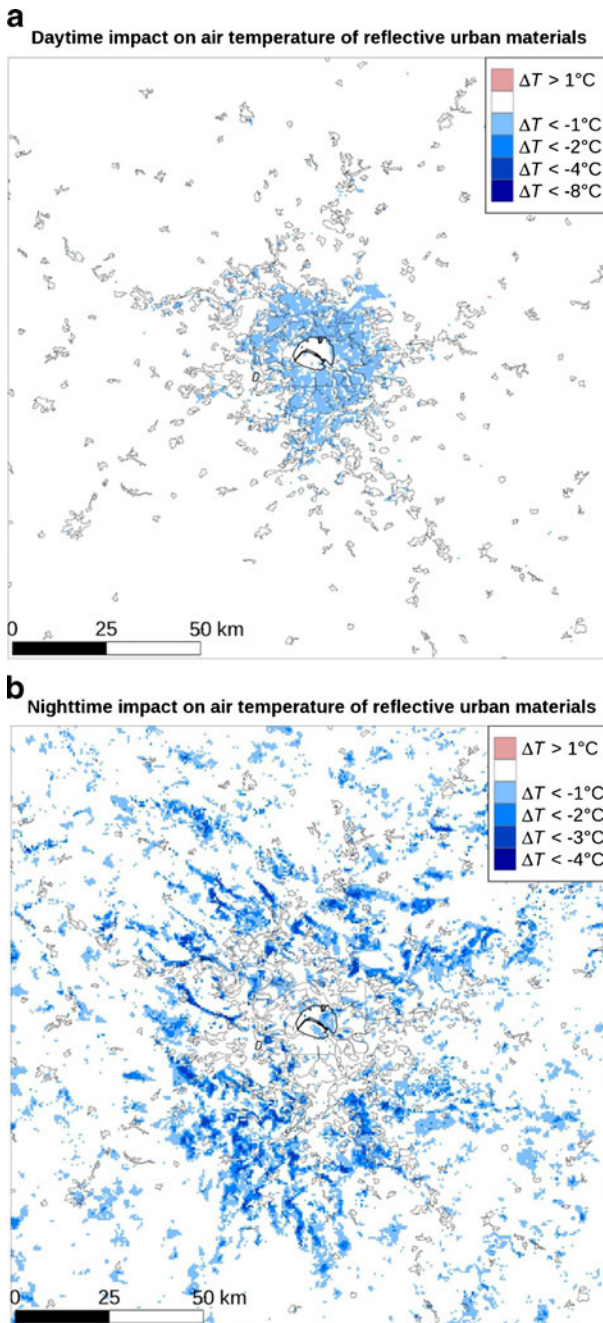 a
Daytime impact on air temperature of reflective urban materials
ΔT > 1°C
ΔT < -1°C
ΔT < -2°C
ΔT < -4°C
ΔT < -8°C
0 25 50 km
b
Nighttime impact on air temperature of reflective urban materials
ΔT > 1°C
ΔT < -1°C
ΔT < -2°C
ΔT < -3°C
ΔT < -4°C
0 25 50 km